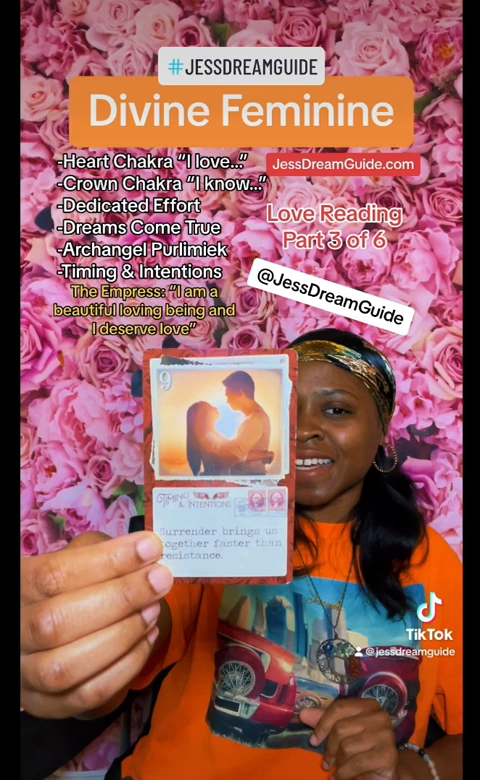 #JESSDREAMGUIDE
Divine Feminine
-Heart Chakra “I love...”
JessDreamGuide.com
-Crown Chakra “I know...”
-Dedicated Effort
-Dreams Come True
-Archangel Purlimiek
-Timing & Intentions
Love Reading
Part 3 of 6
The Empress: “I am a
beautiful loving being and
I deserve love”
@JessDreamGuide
9
TIMING
& INTENTIONS
Surrender brings us
together faster than
resistance.
TikTok
@jessdreamguide